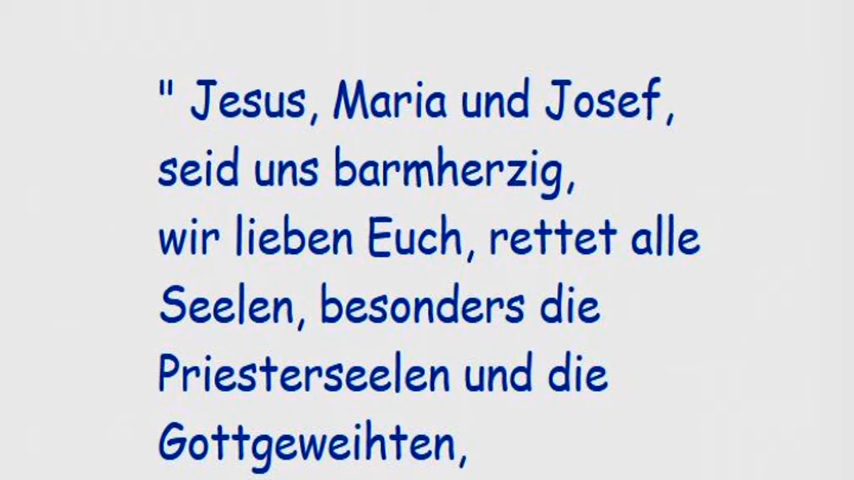 " Jesus, Maria und Josef,
seid uns barmherzig,
wir lieben Euch, rettet alle
Seelen, besonders die
Priesterseelen und die
Gottgeweihten,